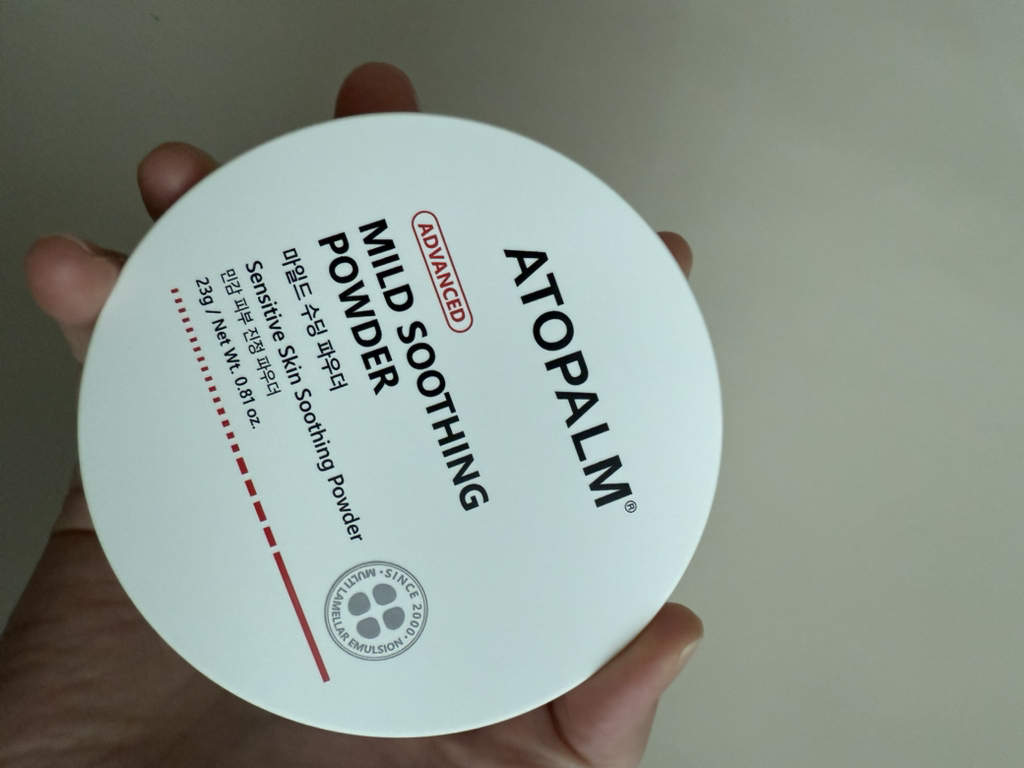 ATOPALM®
ADVANCED
MILD SOOTHING
POWDER
마일드 수딩 파우더
Sensitive Skin Soothing Powder
민감 피부 진정 파우더
23g / Net Wt. 0.81 oz.
· SINCE 2000 ·
MULTI LAMELLAR EMULSION